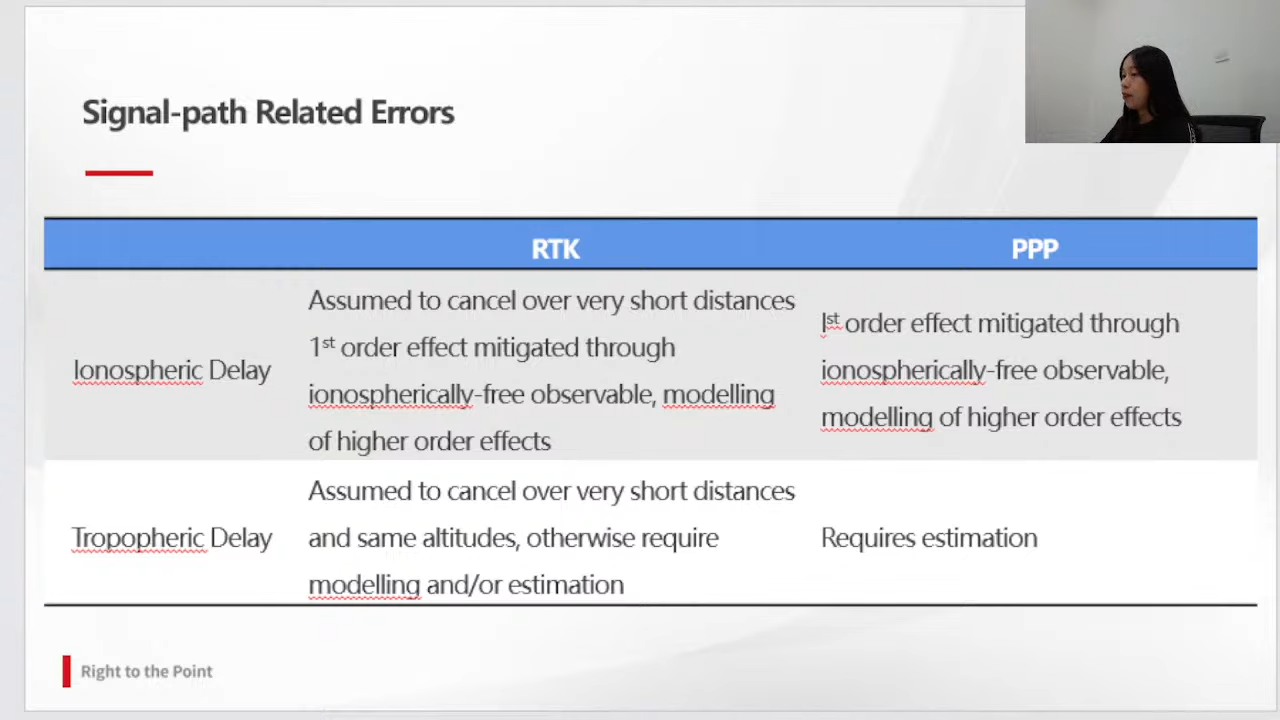 Signal-path Related Errors
RTK
PPP
Ionospheric Delay
Assumed to cancel over very short distances
1st order effect mitigated through
ionospherically-free observable, modelling
of higher order effects
Ist order effect mitigated through
ionospherically-free observable,
modelling of higher order effects
Tropopheric Delay
Assumed to cancel over very short distances
and same altitudes, otherwise require
modelling and/or estimation
Requires estimation
Right to the Point